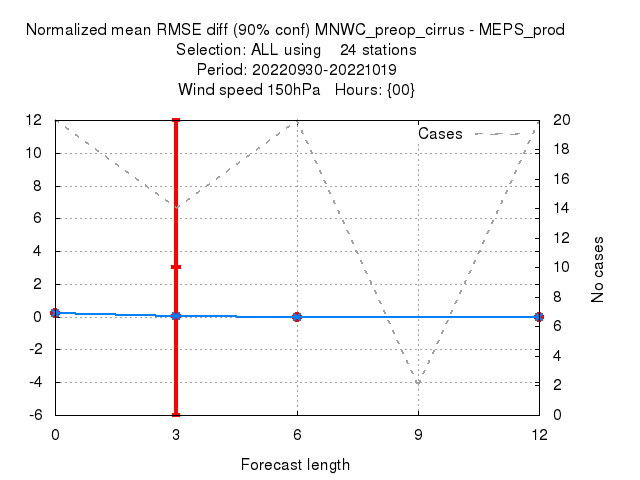 Normalized mean RMSE diff (90% conf) MNWC_preop_cirrus - MEPS_prod
Selection: ALL using    24 stations
Period: 20220930-20221019
Wind speed 150hPa   Hours: {00}
Cases
12
10
8
6
4
2
0
-2
-4
-6
20
18
16
14
12
10
8
6
4
2
0
No cases
0 3 6 9 12
Forecast length